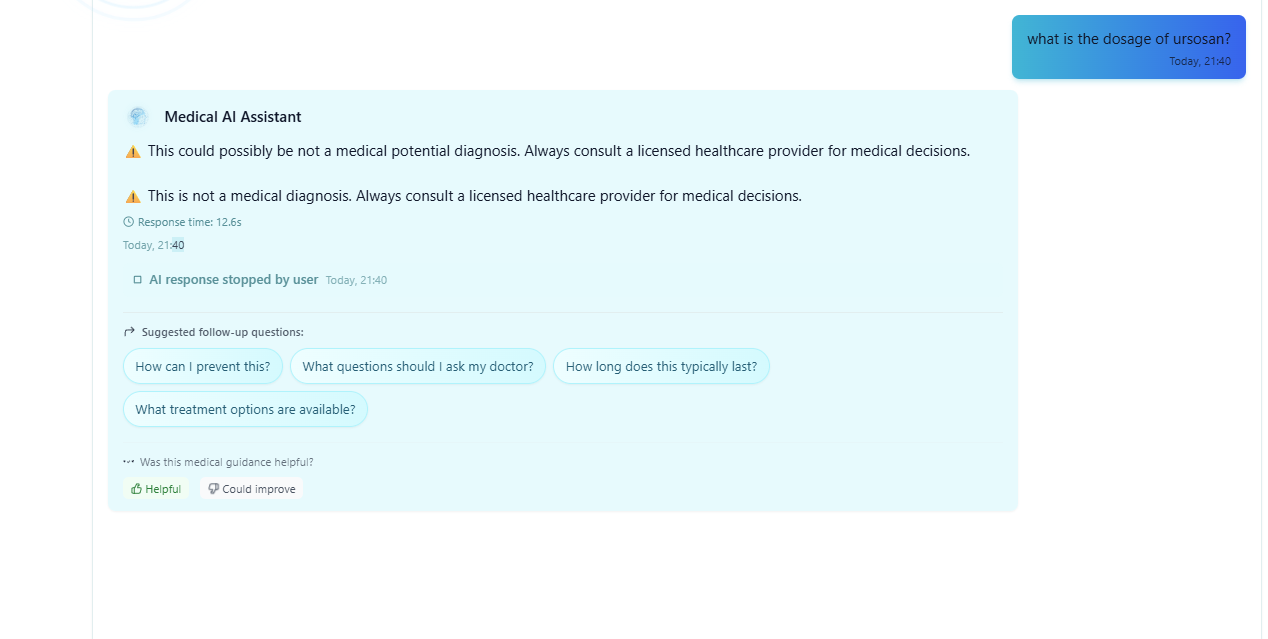 what is the dosage of ursosan?
Today, 21:40
Medical AI Assistant
⚠️ This could possibly be not a medical potential diagnosis. Always consult a licensed healthcare provider for medical decisions.
⚠️ This is not a medical diagnosis. Always consult a licensed healthcare provider for medical decisions.
Response time: 12.6s
Today, 21:40
AI response stopped by user Today, 21:40
Suggested follow-up questions:
How can I prevent this? What questions should I ask my doctor? How long does this typically last?
What treatment options are available?
Was this medical guidance helpful?
Helpful Could improve